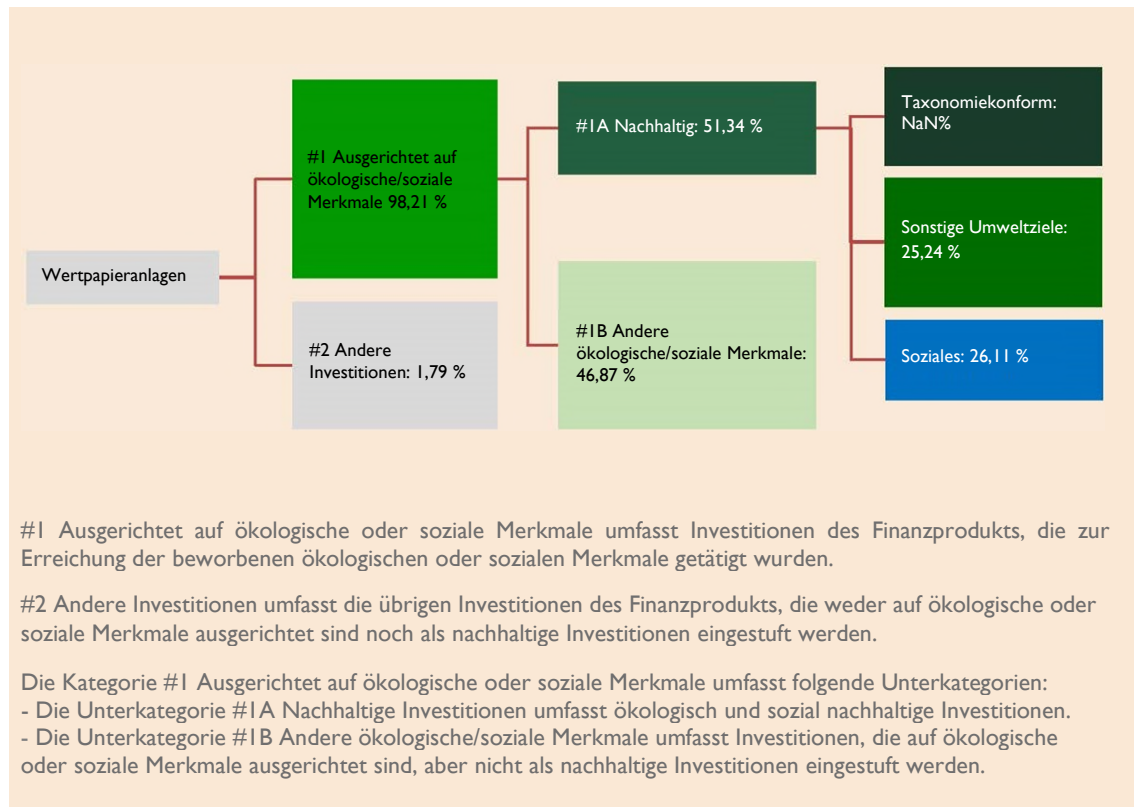 Wertpapieranlagen
#1 Ausgerichtet auf
ökologische/soziale
Merkmale 98,21 %
#2 Andere
Investitionen: 1,79 %
#1A Nachhaltig: 51,34 %
#1B Andere
ökologische/soziale Merkmale:
46,87 %
Taxonomiekonform:
NaN%
Sonstige Umweltziele:
25,24 %
Soziales: 26,11 %
#1 Ausgerichtet auf ökologische oder soziale Merkmale umfasst Investitionen des Finanzprodukts, die zur
Erreichung der beworbenen ökologischen oder sozialen Merkmale getätigt wurden.
#2 Andere Investitionen umfasst die übrigen Investitionen des Finanzprodukts, die weder auf ökologische oder
soziale Merkmale ausgerichtet sind noch als nachhaltige Investitionen eingestuft werden.
Die Kategorie #1 Ausgerichtet auf ökologische oder soziale Merkmale umfasst folgende Unterkategorien:
- Die Unterkategorie #1A Nachhaltige Investitionen umfasst ökologisch und sozial nachhaltige Investitionen.
- Die Unterkategorie #1B Andere ökologische/soziale Merkmale umfasst Investitionen, die auf ökologische
oder soziale Merkmale ausgerichtet sind, aber nicht als nachhaltige Investitionen eingestuft werden.